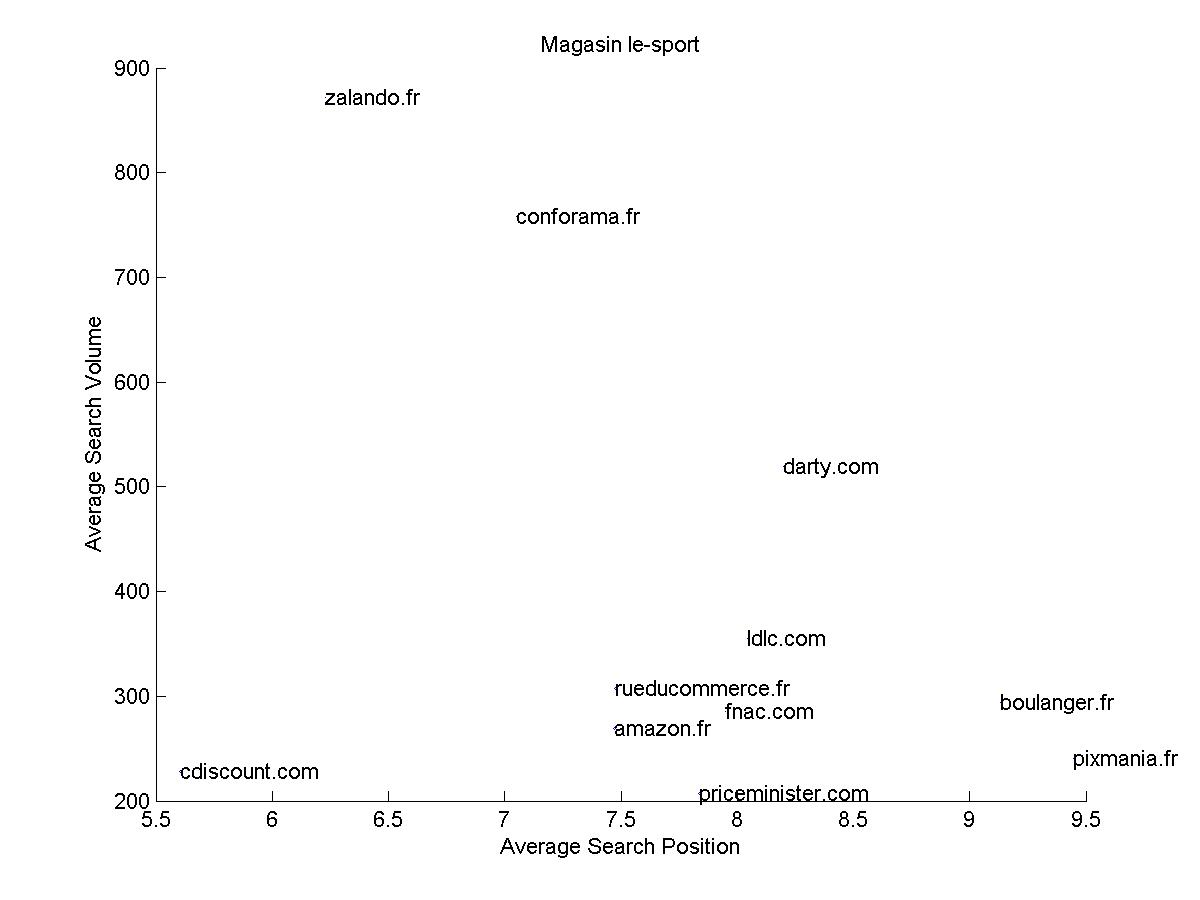 Magasin le-sport
900
zalando.fr
800
conforama.fr
700
600
darty.com
500
400
ldlc.com
300
rueducommerce.fr
boulanger.fr
fnac.com
amazon.fr
pixmania.fr
cdiscount.com
priceminister.com
200
5.5 6 6.5 7 7.5 8 8.5 9 9.5
Average Search Position
Average Search Volume